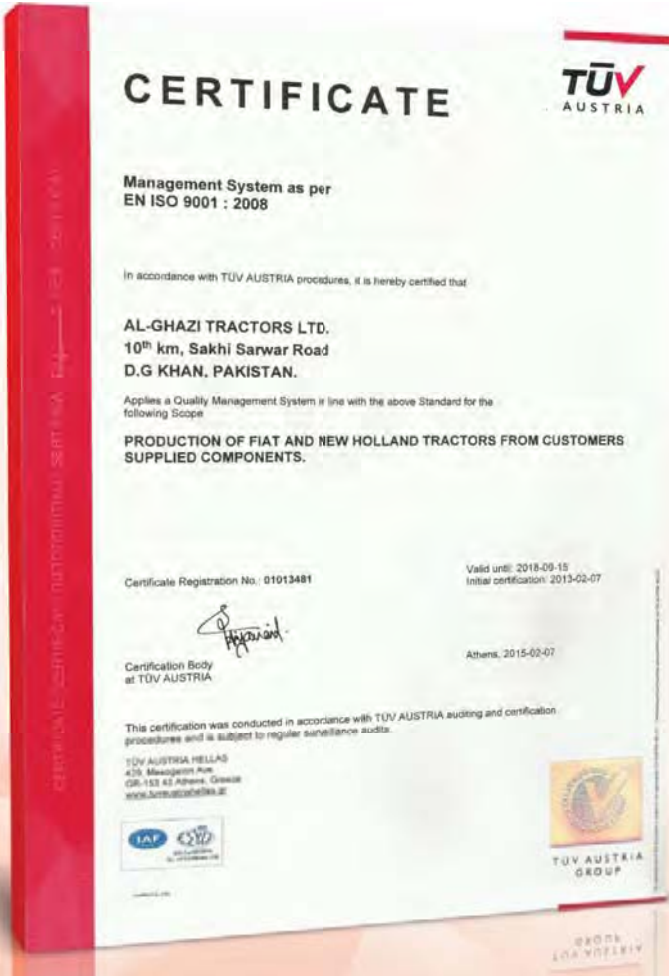 CERTIFICATE
TÜV
AUSTRIA
Management System as per
EN ISO 9001 : 2008
In accordance with TÜV AUSTRIA procedures, it is hereby certified that
AL-GHAZI TRACTORS LTD.
10th km, Sakhi Sarwar Road
D.G KHAN. PAKISTAN.
Applies a Quality Management System in line with the above Standard for the
following Scope
PRODUCTION OF FIAT AND NEW HOLLAND TRACTORS FROM CUSTOMERS
SUPPLIED COMPONENTS.
Certificate Registration No.: 01013481
Valid until: 2018-09-15
Initial certification: 2013-02-07
Certification Body
at TÜV AUSTRIA
Athens, 2015-02-07
This certification was conducted in accordance with TÜV AUSTRIA auditing and certification
procedures and is subject to regular surveillance audits.
TÜV AUSTRIA HELLAS
429, Mesogeion Ave.
GR-153 43 Athens, Greece
www.tuvaustriahellas.gr
IAF
TÜV AUSTRIA
GROUP